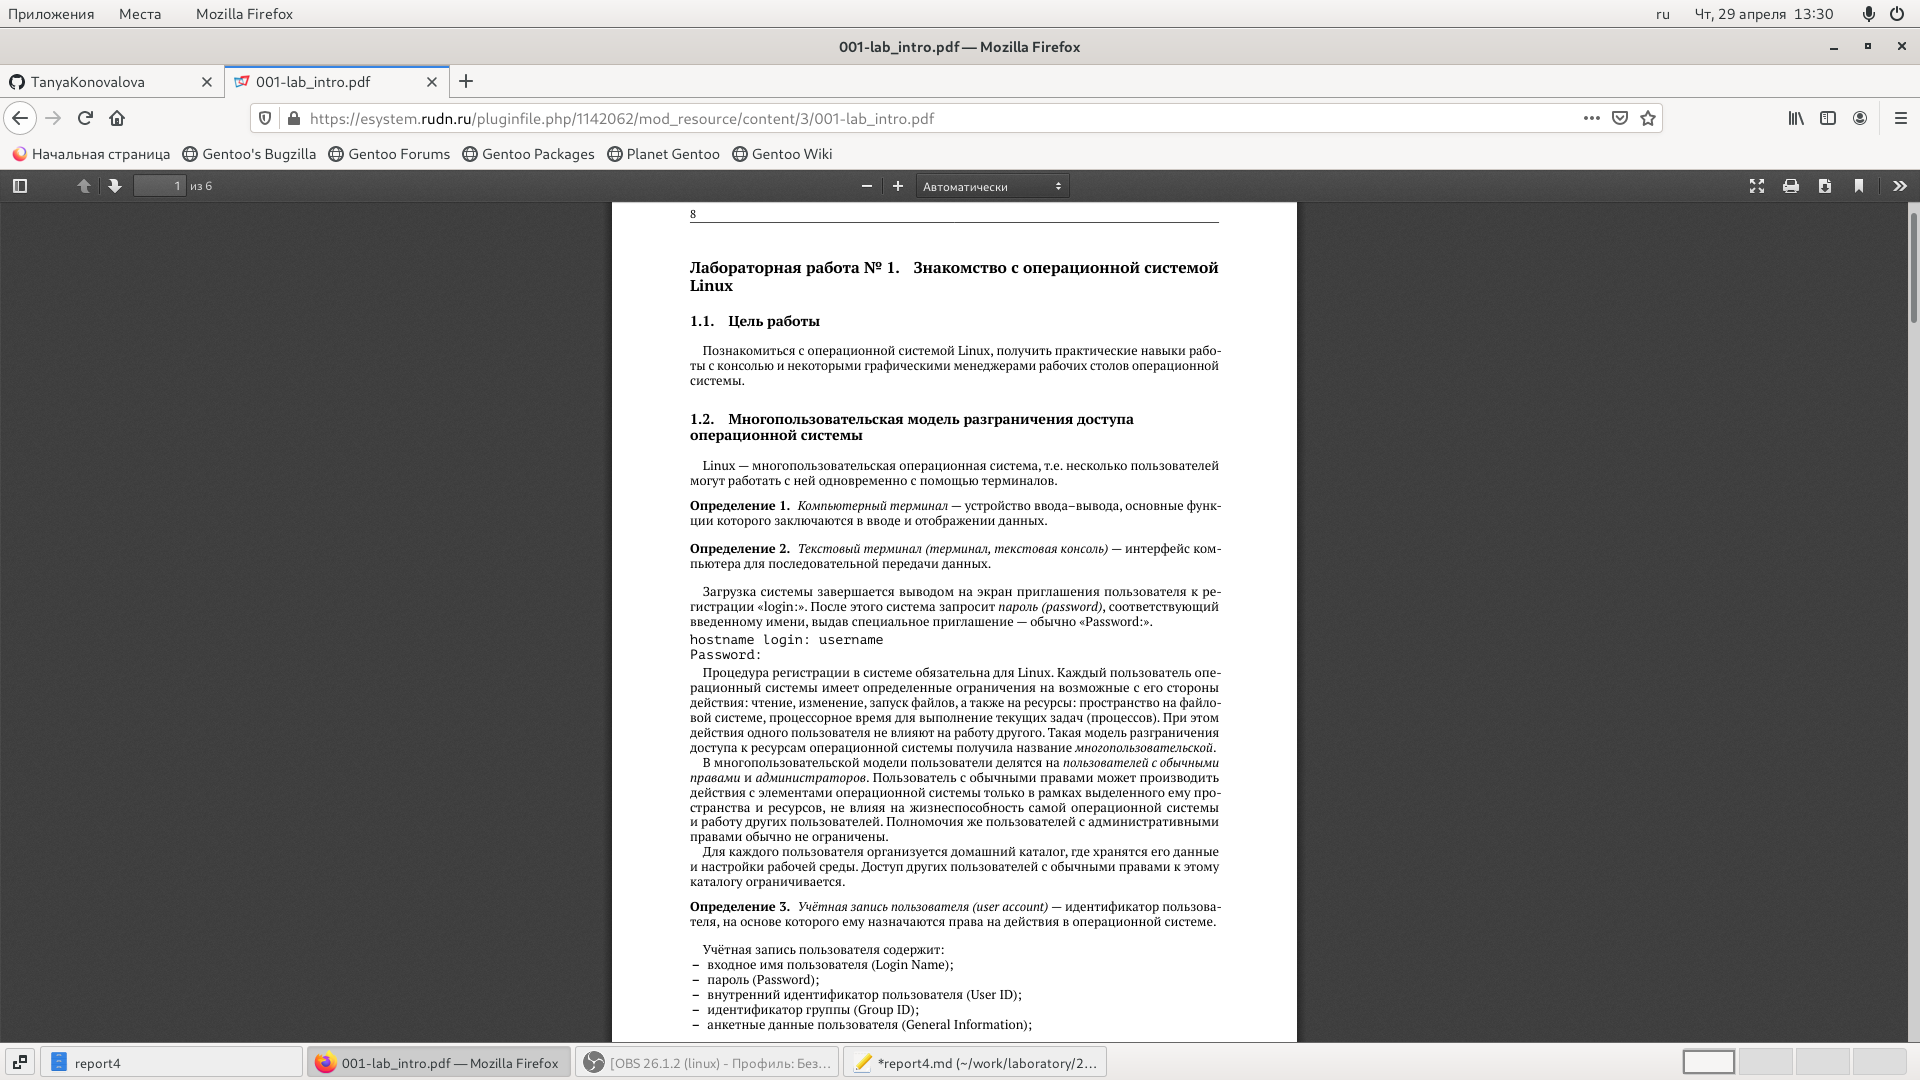 Приложения Места Mozilla Firefox ru Чт, 29 апреля 13:30
001-lab_intro.pdf — Mozilla Firefox
TanyaKonovalova 001-lab_intro.pdf
https://esystem.rudn.ru/pluginfile.php/1142062/mod_resource/content/3/001-lab_intro.pdf
Начальная страница Gentoo's Bugzilla Gentoo Forums Gentoo Packages Planet Gentoo Gentoo Wiki
1 из 6 Автоматически
8
Лабораторная работа № 1. Знакомство с операционной системой
Linux
1.1. Цель работы
Познакомиться с операционной системой Linux, получить практические навыки рабо-
ты с консолью и некоторыми графическими менеджерами рабочих столов операционной
системы.
1.2. Многопользовательская модель разграничения доступа
операционной системы
Linux — многопользовательская операционная система, т.е. несколько пользователей
могут работать с ней одновременно с помощью терминалов.
Определение 1. Компьютерный терминал — устройство ввода–вывода, основные функ-
ции которого заключаются в вводе и отображении данных.
Определение 2. Текстовый терминал (терминал, текстовая консоль) — интерфейс ком-
пьютера для последовательной передачи данных.
Загрузка системы завершается выводом на экран приглашения пользователя к ре-
гистрации «login:». После этого система запросит пароль (password), соответствующий
введенному имени, выдав специальное приглашение — обычно «Password:».
hostname login: username
Password:
Процедура регистрации в системе обязательна для Linux. Каждый пользователь опе-
рационный системы имеет определенные ограничения на возможные с его стороны
действия: чтение, изменение, запуск файлов, а также на ресурсы: пространство на файло-
вой системе, процессорное время для выполнение текущих задач (процессов). При этом
действия одного пользователя не влияют на работу другого. Такая модель разграничения
доступа к ресурсам операционной системы получила название многопользовательской.
В многопользовательской модели пользователи делятся на пользователей с обычными
правами и администраторов. Пользователь с обычными правами может производить
действия с элементами операционной системы только в рамках выделенного ему про-
странства и ресурсов, не влияя на жизнеспособность самой операционной системы
и работу других пользователей. Полномочия же пользователей с административными
правами обычно не ограничены.
Для каждого пользователя организуется домашний каталог, где хранятся его данные
и настройки рабочей среды. Доступ других пользователей с обычными правами к этому
каталогу ограничивается.
Определение 3. Учётная запись пользователя (user account) — идентификатор пользова-
теля, на основе которого ему назначаются права на действия в операционной системе.
Учётная запись пользователя содержит:
– входное имя пользователя (Login Name);
– пароль (Password);
– внутренний идентификатор пользователя (User ID);
– идентификатор группы (Group ID);
– анкетные данные пользователя (General Information);
report4 001-lab_intro.pdf — Mozilla Firefox [OBS 26.1.2 (linux) - Профиль: Без... *report4.md (~/work/laboratory/2...